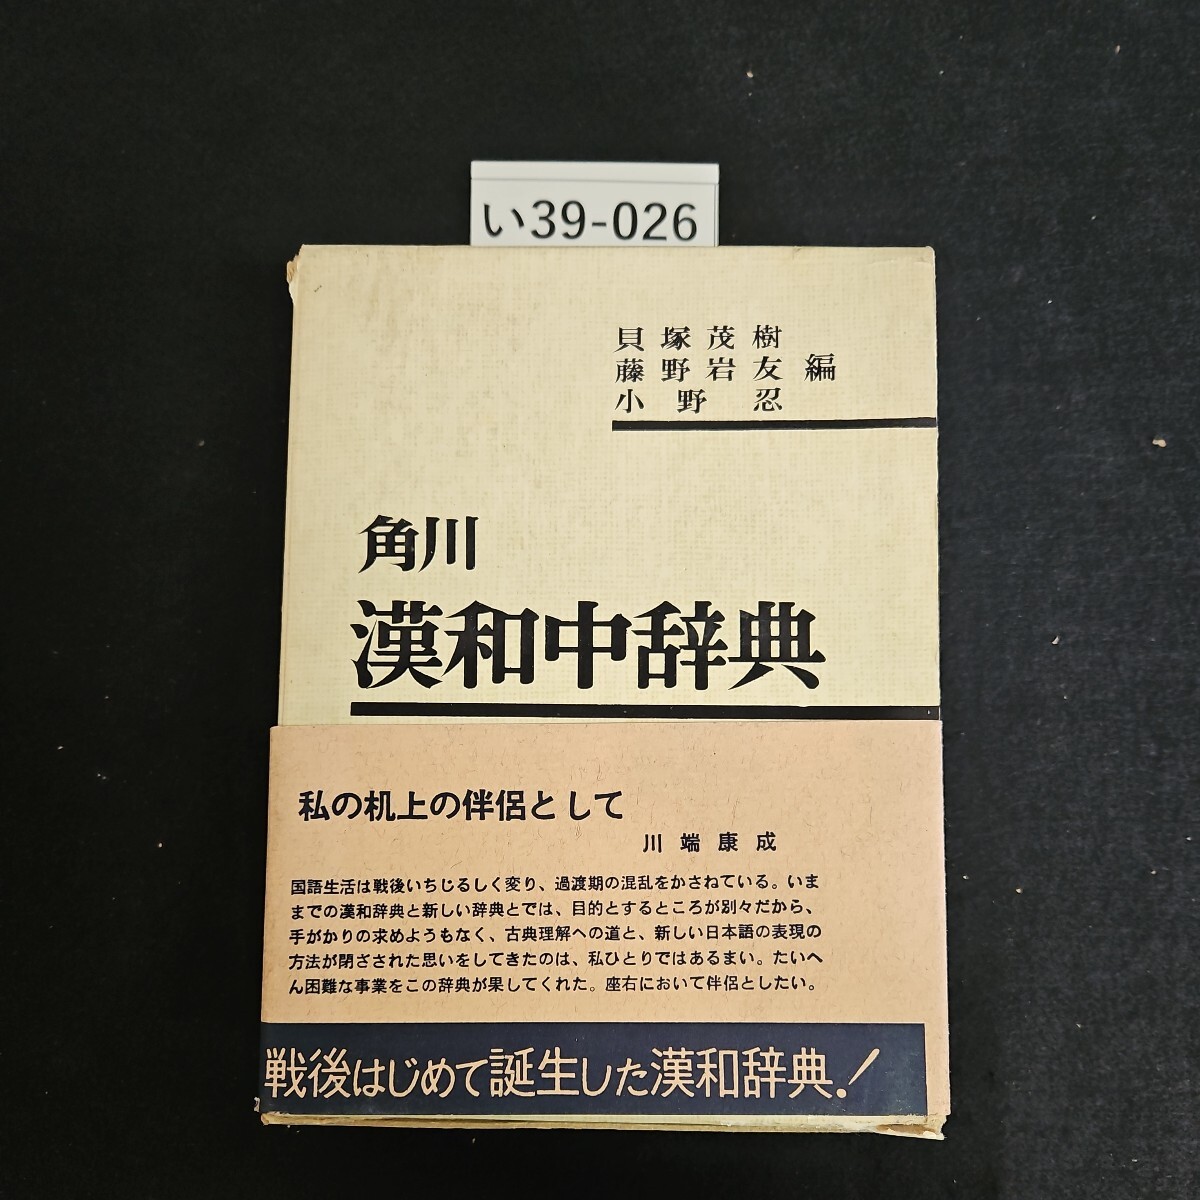 い39-026
貝塚茂樹
藤野岩友 編
小野忍
角川
漢和中辞典
私の机上の伴侶として
川端康成
国語生活は戦後いちじるしく変り、過渡期の混乱をかさねている。いま
までの漢和辞典と新しい辞典とでは、目的とするところが別々だから、
手がかりの求めようもなく、古典理解への道と、新しい日本語の表現の
方法が閉ざされた思いをしてきたのは、私ひとりではあるまい。たいへ
ん困難な事業をこの辞典が果してくれた。座右において伴侶としたい。
戦後はじめて誕生した漢和辞典!